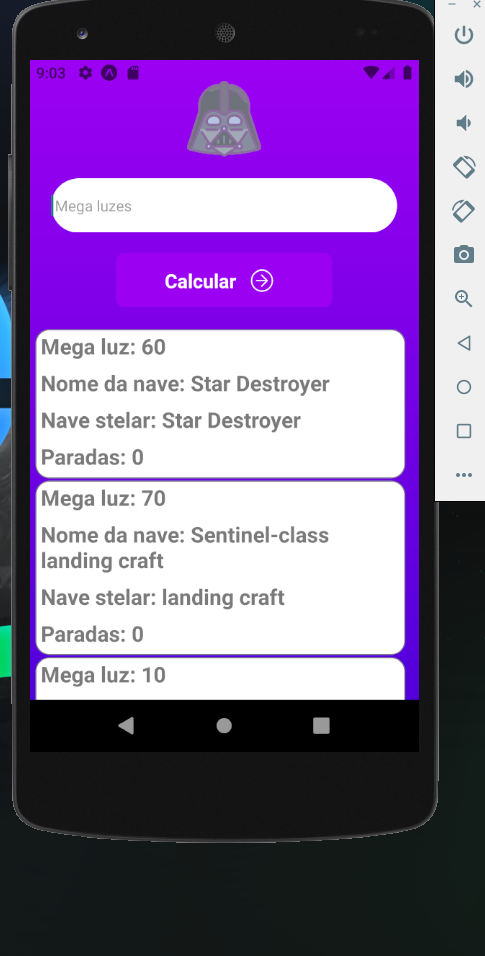 9:03
Mega luzes
Calcular
Mega luz: 60
Nome da nave: Star Destroyer
Nave stelar: Star Destroyer
Paradas: 0
Mega luz: 70
Nome da nave: Sentinel-class
landing craft
Nave stelar: landing craft
Paradas: 0
Mega luz: 10